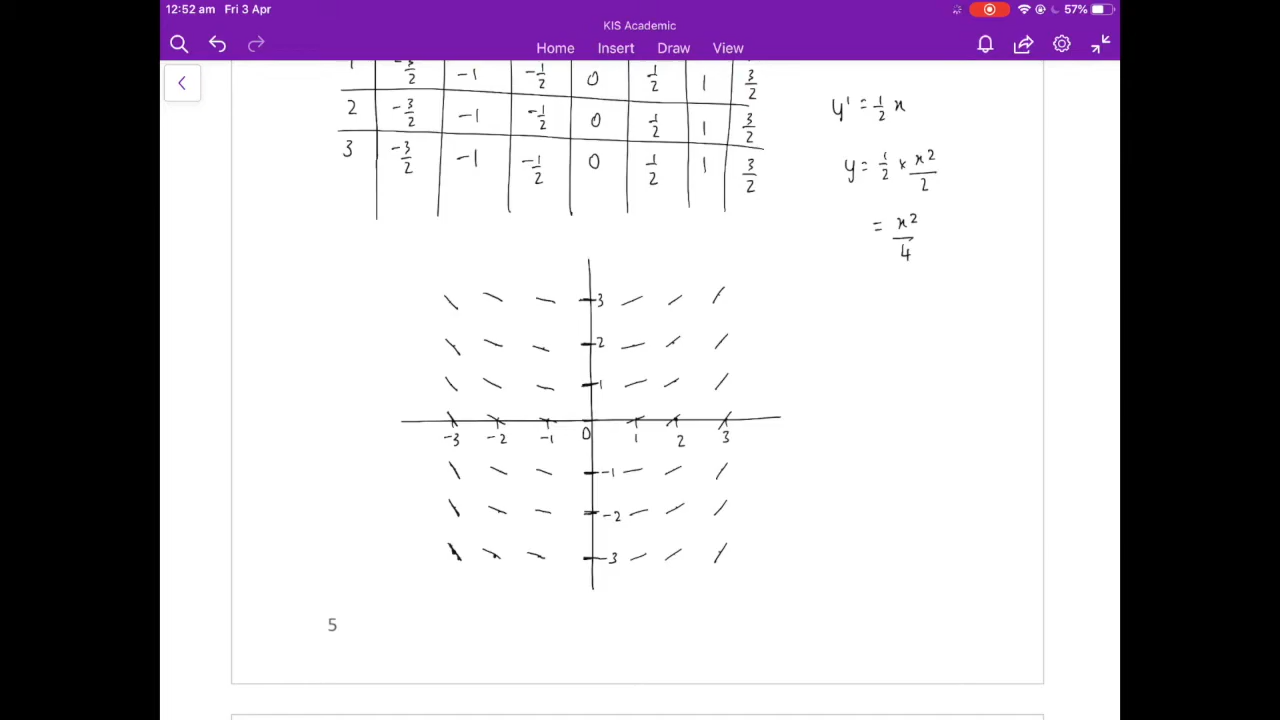 12:52 am Fri 3 Apr 57%
KIS Academic
Home Insert Draw View
1 -3/2 -1 -1/2 0 1/2 1 3/2
2 -3/2 -1 -1/2 0 1/2 1 3/2
3 -3/2 -1 -1/2 0 1/2 1 3/2
y' = 1/2 x
y = 1/2 × x²/2
= x²/4
3
2
1
-3 -2 -1 0 1 2 3
-1
-2
-3
5